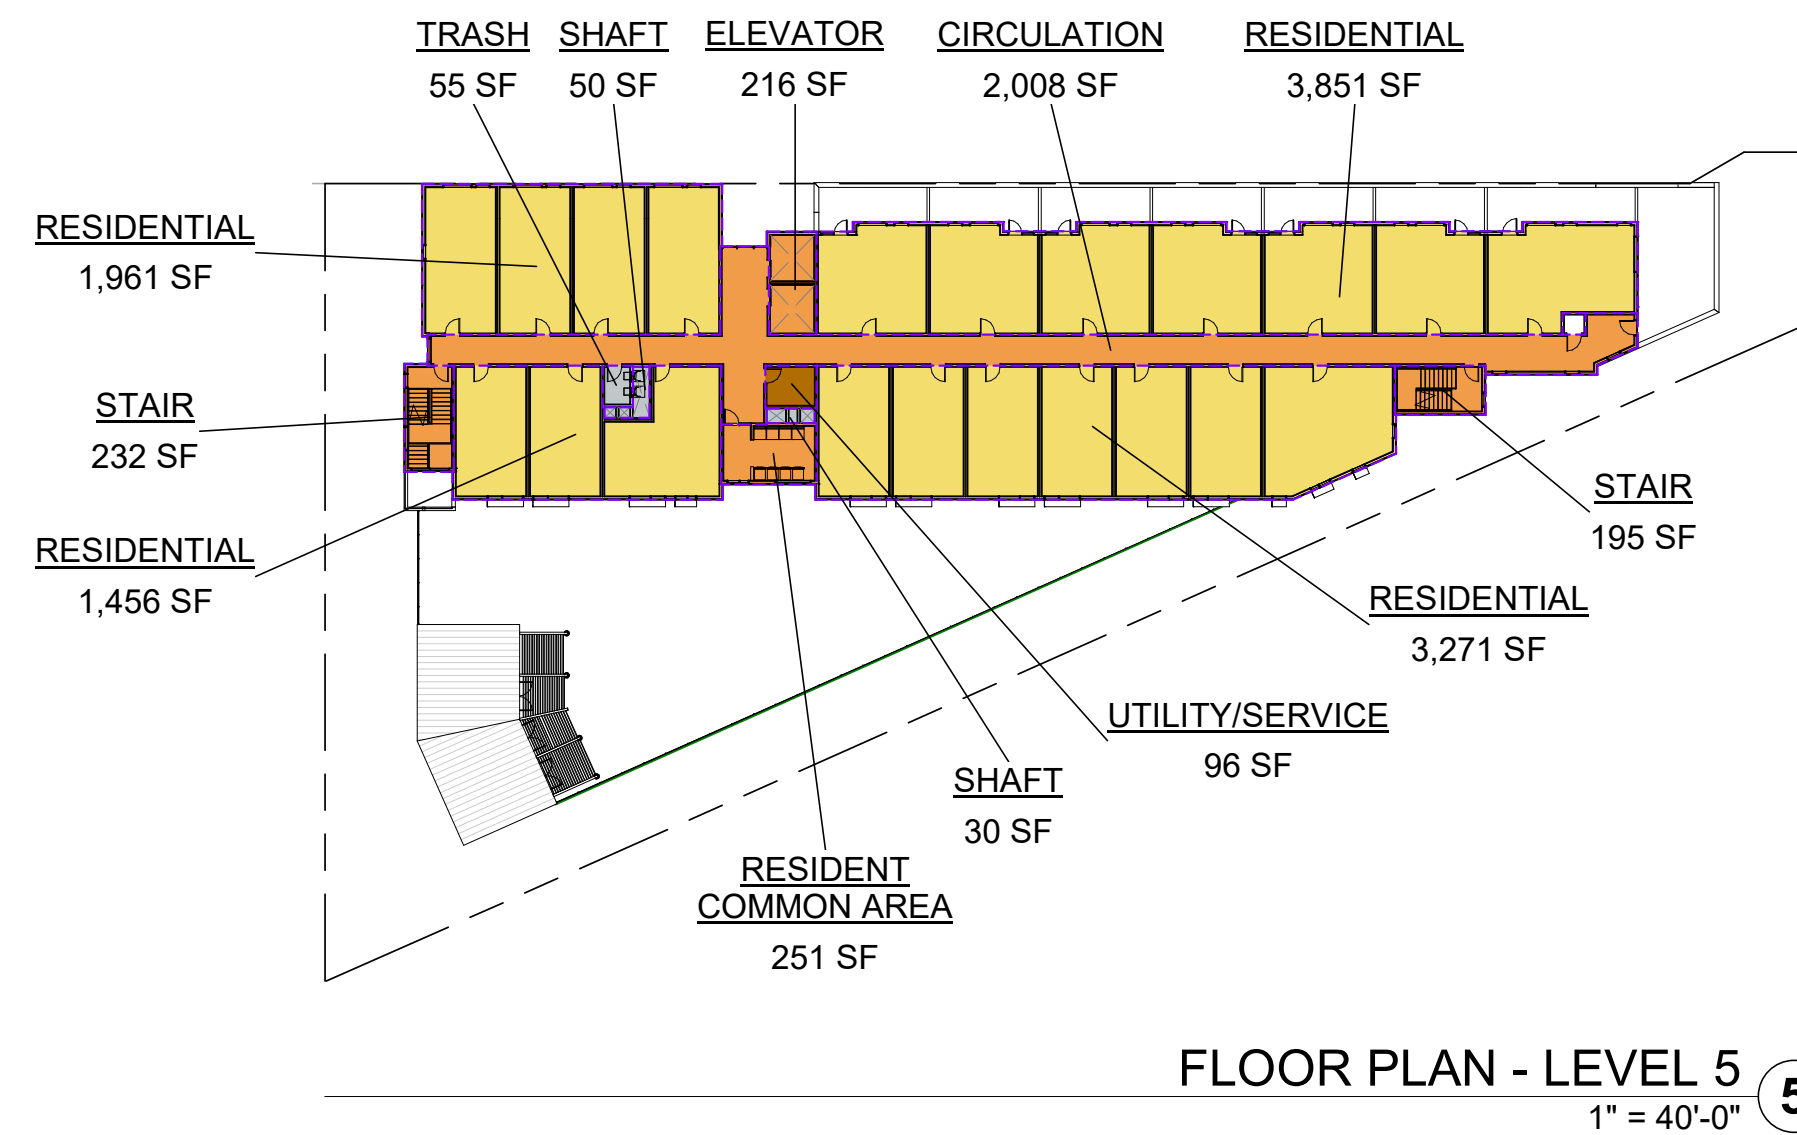 TRASH
55 SF
SHAFT
50 SF
ELEVATOR
216 SF
CIRCULATION
2,008 SF
RESIDENTIAL
3,851 SF
RESIDENTIAL
1,961 SF
STAIR
232 SF
RESIDENTIAL
1,456 SF
STAIR
195 SF
RESIDENTIAL
3,271 SF
UTILITY/SERVICE
96 SF
SHAFT
30 SF
RESIDENT
COMMON AREA
251 SF
FLOOR PLAN - LEVEL 5
5
1" = 40'-0"